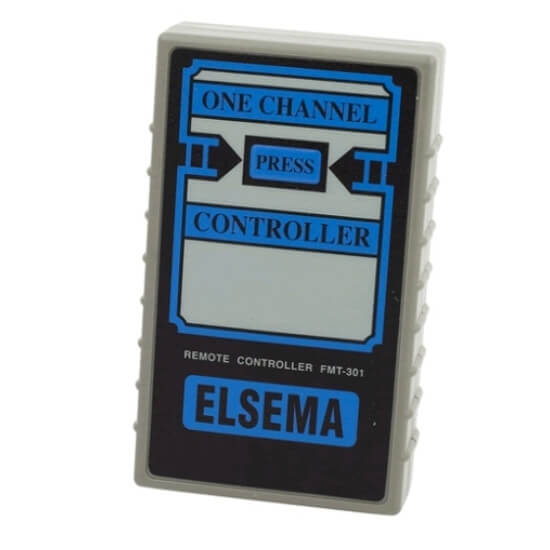 ONE CHANNEL
PRESS
CONTROLLER
REMOTE CONTROLLER FMT-301
ELSEMA